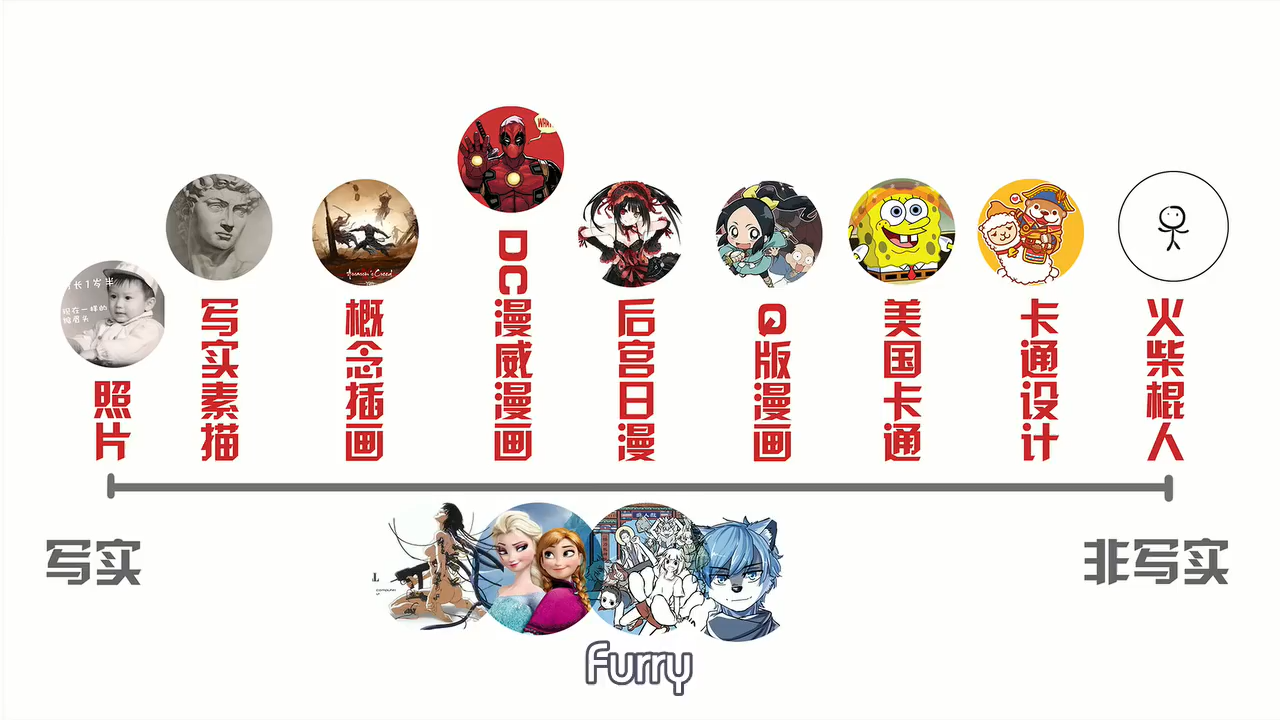 照片
写实素描
概念插画
DC漫威漫画
后宫日漫
Q版漫画
美国卡通
卡通设计
火柴棍人
写实
非写实
Furry
Assassin's Creed